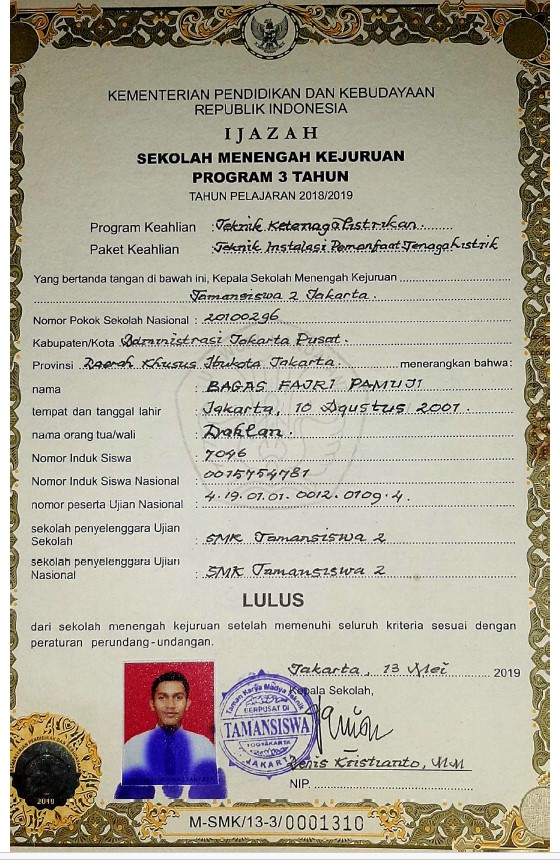 KEMENTERIAN PENDIDIKAN DAN KEBUDAYAAN
REPUBLIK INDONESIA
IJAZAH
SEKOLAH MENENGAH KEJURUAN
PROGRAM 3 TAHUN
TAHUN PELAJARAN 2018/2019
Program Keahlian : Teknik Ketenagalistrikan
Paket Keahlian : Teknik Instalasi Pemanfaat Tenaga Listrik
Yang bertanda tangan di bawah ini, Kepala Sekolah Menengah Kejuruan
Tamansiswa 2 Jakarta.
Nomor Pokok Sekolah Nasional : 20100296
Kabupaten/Kota Administrasi Jakarta Pusat.
Provinsi Daerah Khusus Ibukota Jakarta. menerangkan bahwa:
nama : BAGAS FAJRI PAMUJI
tempat dan tanggal lahir : Jakarta, 10 Agustus 2001.
nama orang tua/wali : Dahlan.
Nomor Induk Siswa : 7046
Nomor Induk Siswa Nasional : 0015754781
nomor peserta Ujian Nasional : 4.19.01.01.0012.0109.4.
sekolah penyelenggara Ujian
Sekolah : SMK Tamansiswa 2
sekolah penyelenggara Ujian
Nasional : SMK Tamansiswa 2
LULUS
dari sekolah menengah kejuruan setelah memenuhi seluruh kriteria sesuai dengan
peraturan perundang-undangan.
Jakarta, 13 Mei 2019
Kepala Sekolah,
Taman Karya Madya Teknik
BERPUSAT DI
TAMANSISWA
YOGYAKARTA
JAKARTA
Denis Kristianto, M.M
NIP.
2019
M-SMK/13-3/0001310